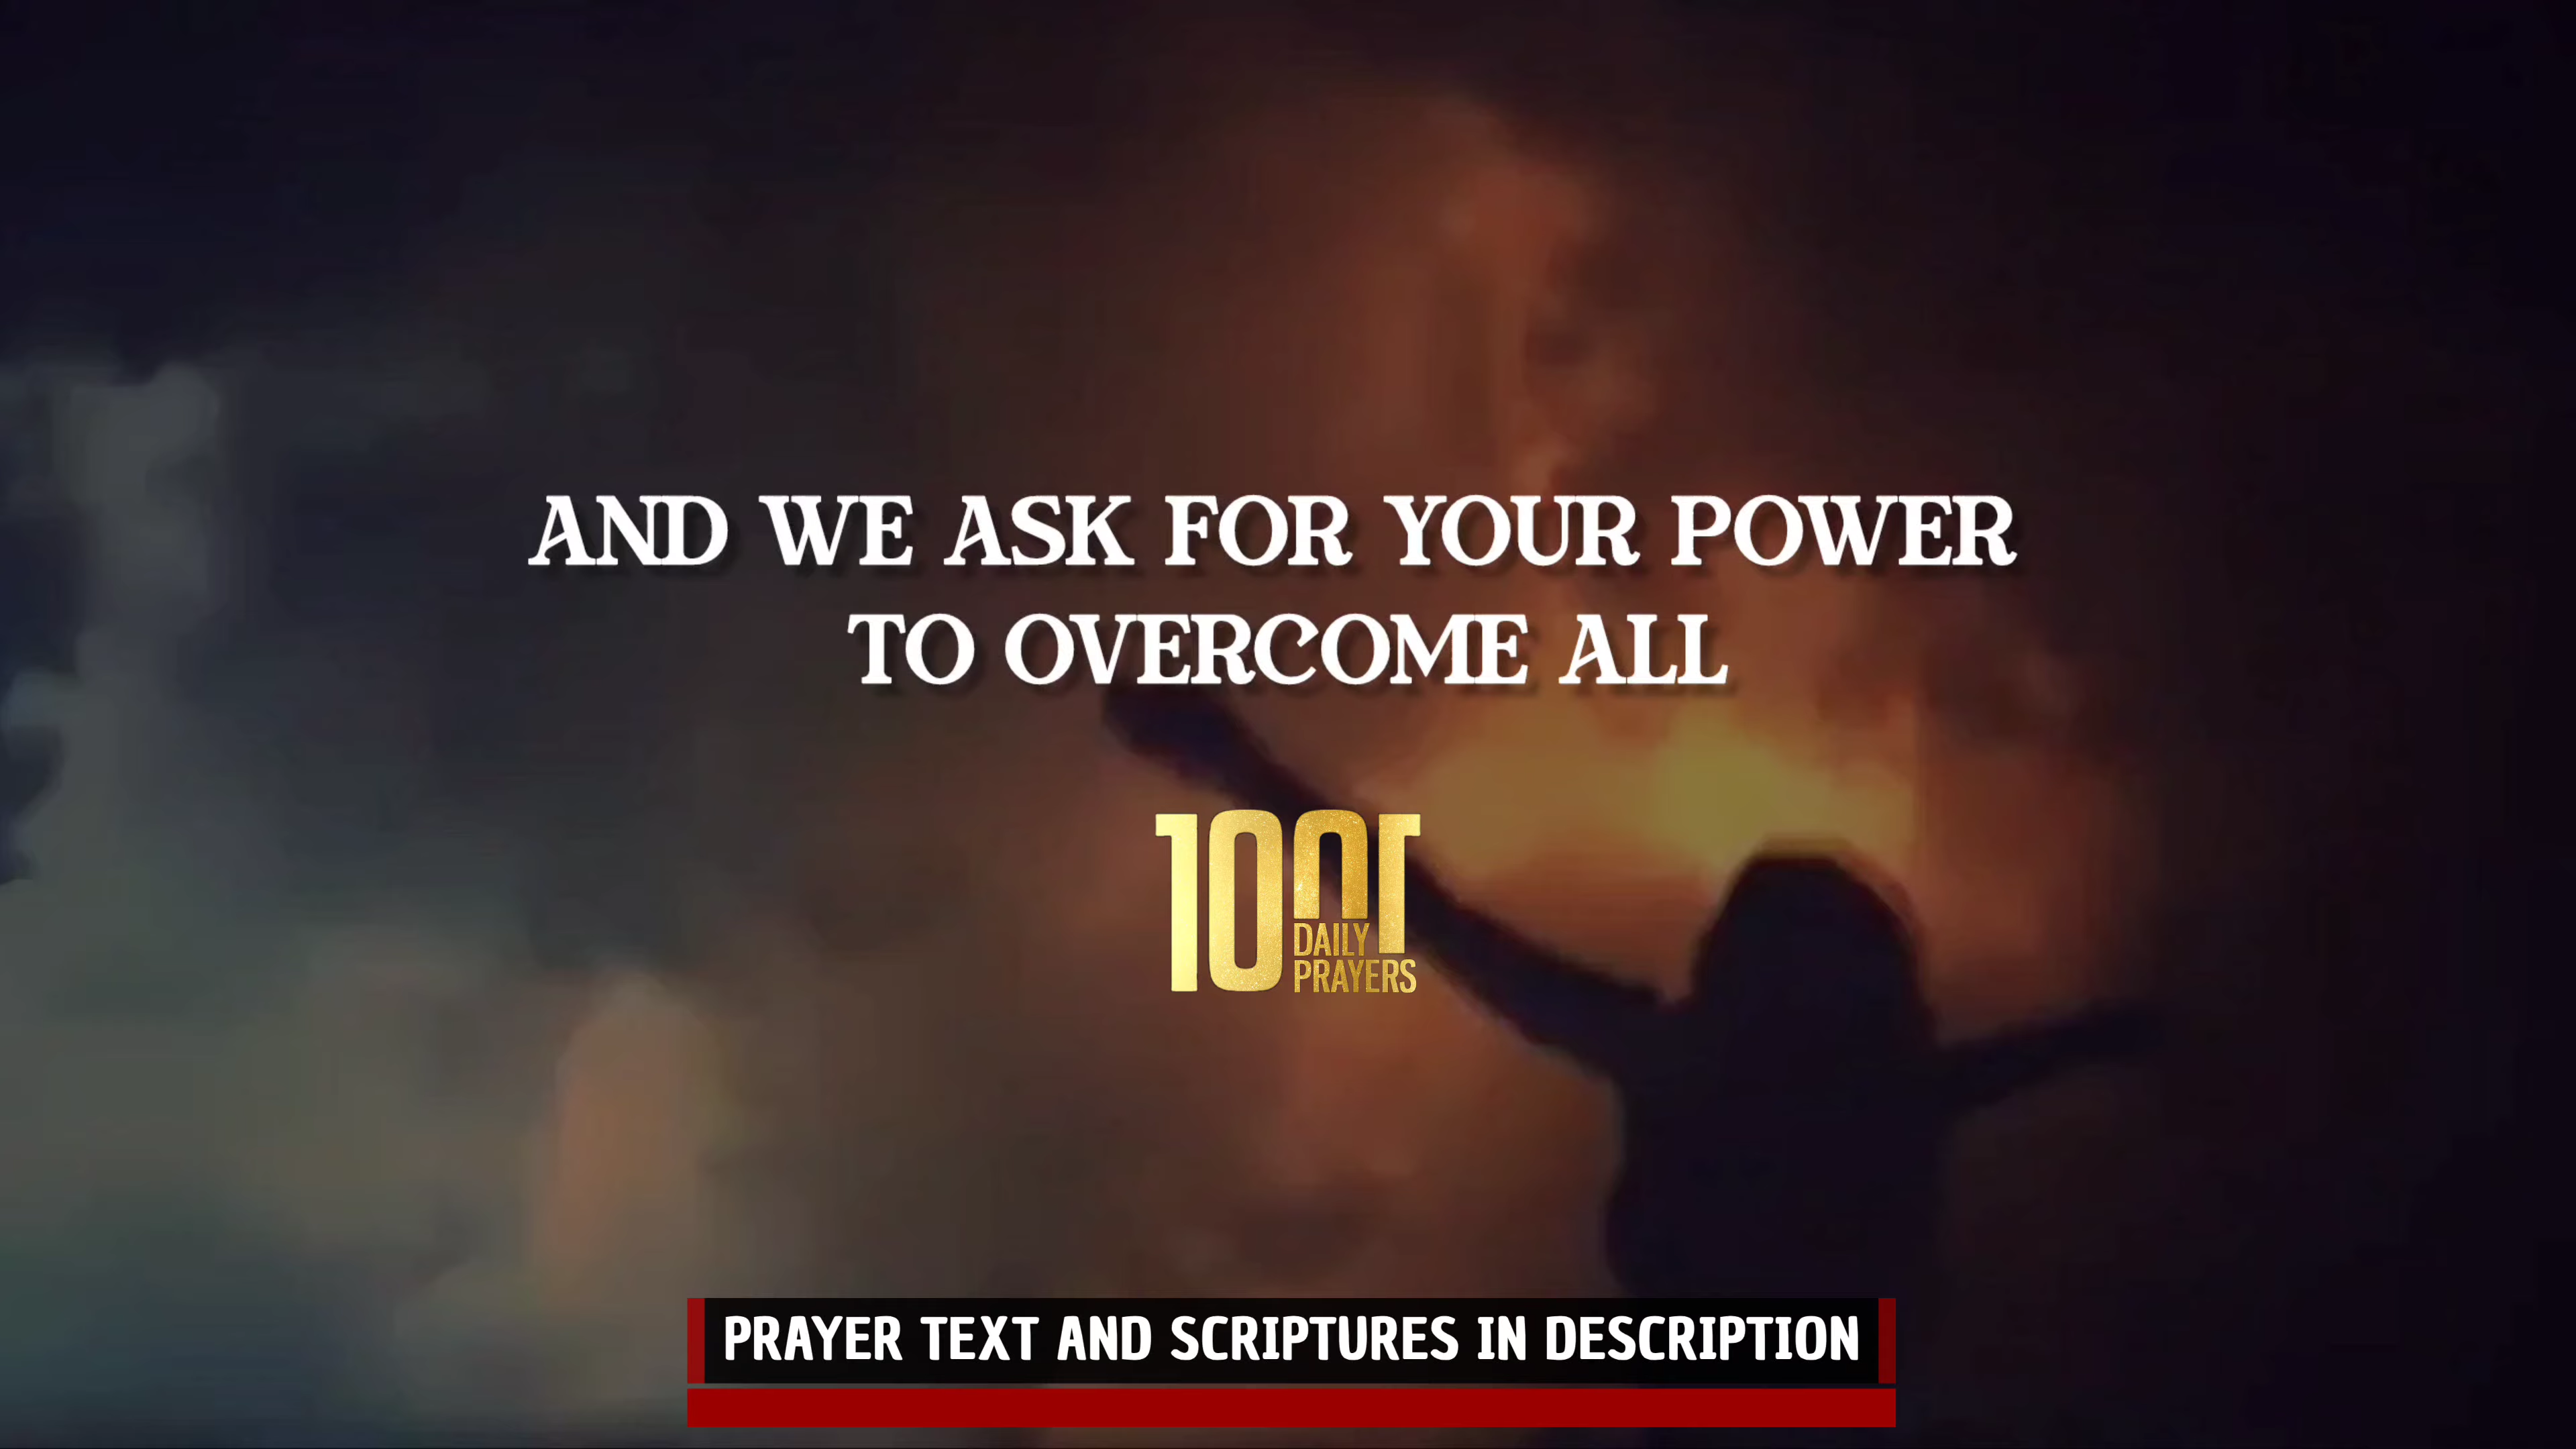 AND WE ASK FOR YOUR POWER
TO OVERCOME ALL
1001
DAILY
PRAYERS
PRAYER TEXT AND SCRIPTURES IN DESCRIPTION